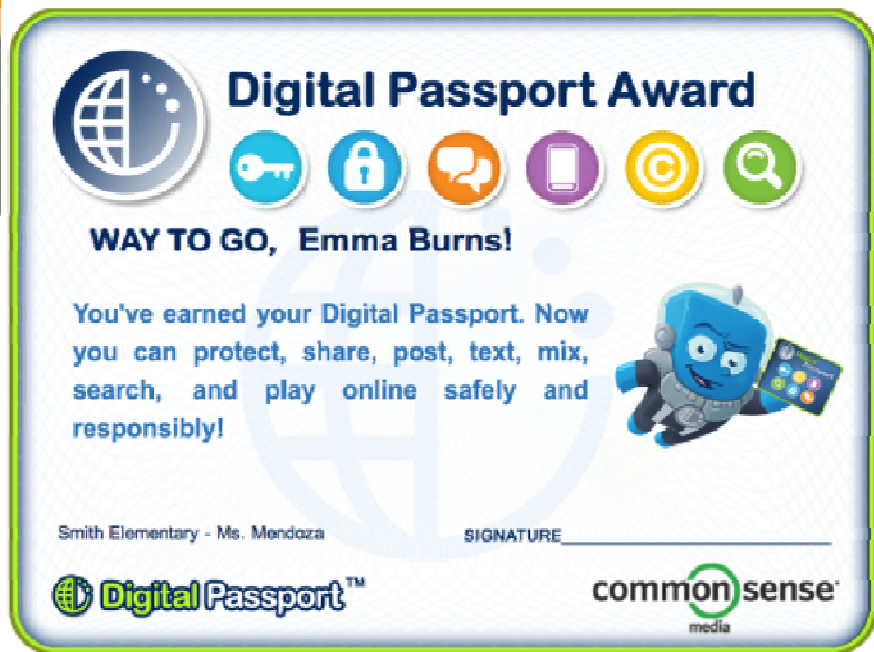 Digital Passport Award
©
WAY TO GO, Emma Burns!
You've earned your Digital Passport. Now
you can protect, share, post, text, mix,
search, and play online safely and
responsibly!
Smith Elementary - Ms. Mendoza
SIGNATURE
Digital Passport™
common sense
media